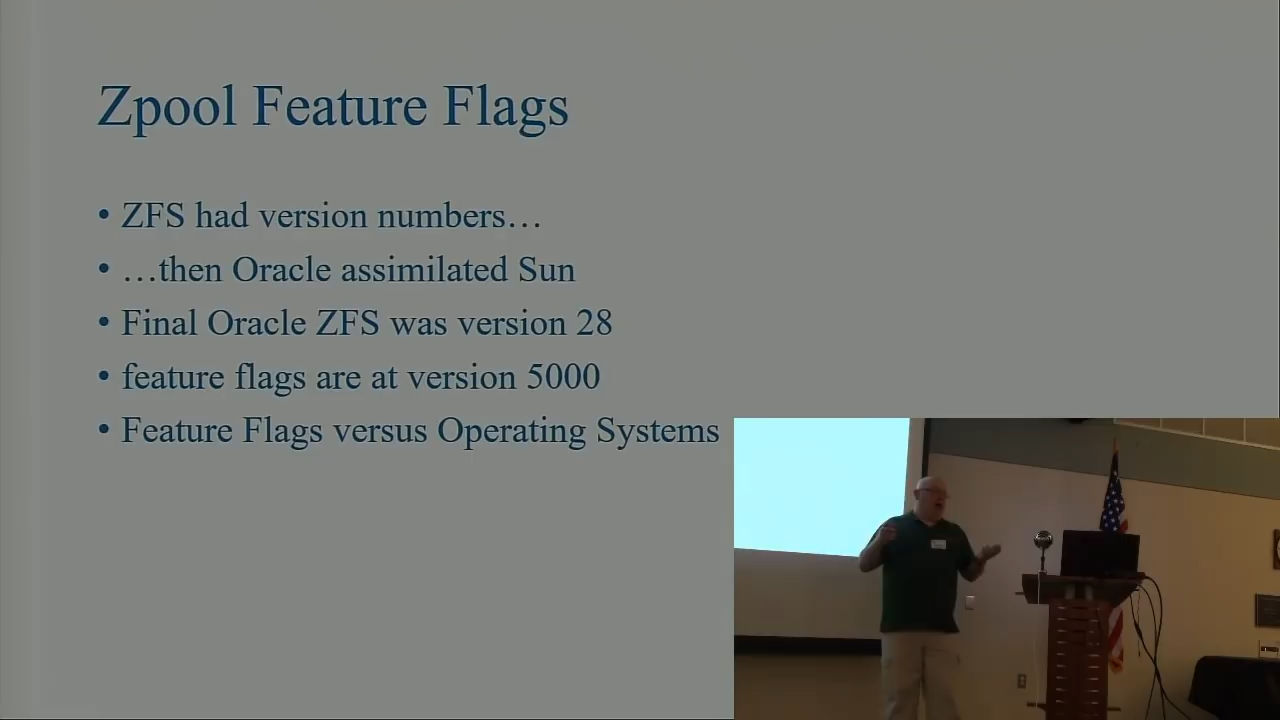 Zpool Feature Flags
• ZFS had version numbers…
• …then Oracle assimilated Sun
• Final Oracle ZFS was version 28
• feature flags are at version 5000
• Feature Flags versus Operating Systems